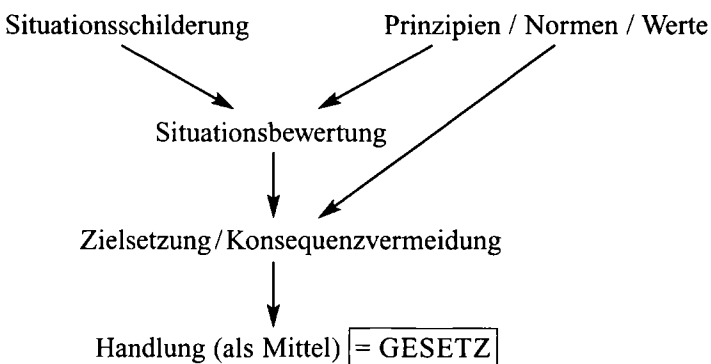 Situationsschilderung Prinzipien / Normen / Werte
Situationsbewertung
Zielsetzung/Konsequenzvermeidung
Handlung (als Mittel) = GESETZ